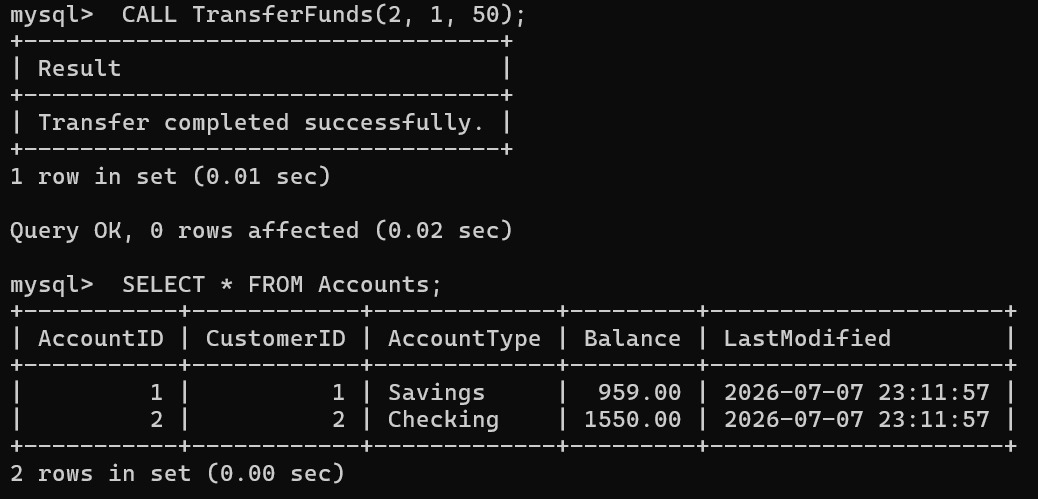 mysql>  CALL TransferFunds(2, 1, 50);
+----------------------------------+
| Result                           |
+----------------------------------+
| Transfer completed successfully. |
+----------------------------------+
1 row in set (0.01 sec)

Query OK, 0 rows affected (0.02 sec)

mysql>  SELECT * FROM Accounts;
+-----------+------------+-------------+---------+---------------------+
| AccountID | CustomerID | AccountType | Balance | LastModified        |
+-----------+------------+-------------+---------+---------------------+
|         1 |          1 | Savings     |  959.00 | 2026-07-07 23:11:57 |
|         2 |          2 | Checking    | 1550.00 | 2026-07-07 23:11:57 |
+-----------+------------+-------------+---------+---------------------+
2 rows in set (0.00 sec)